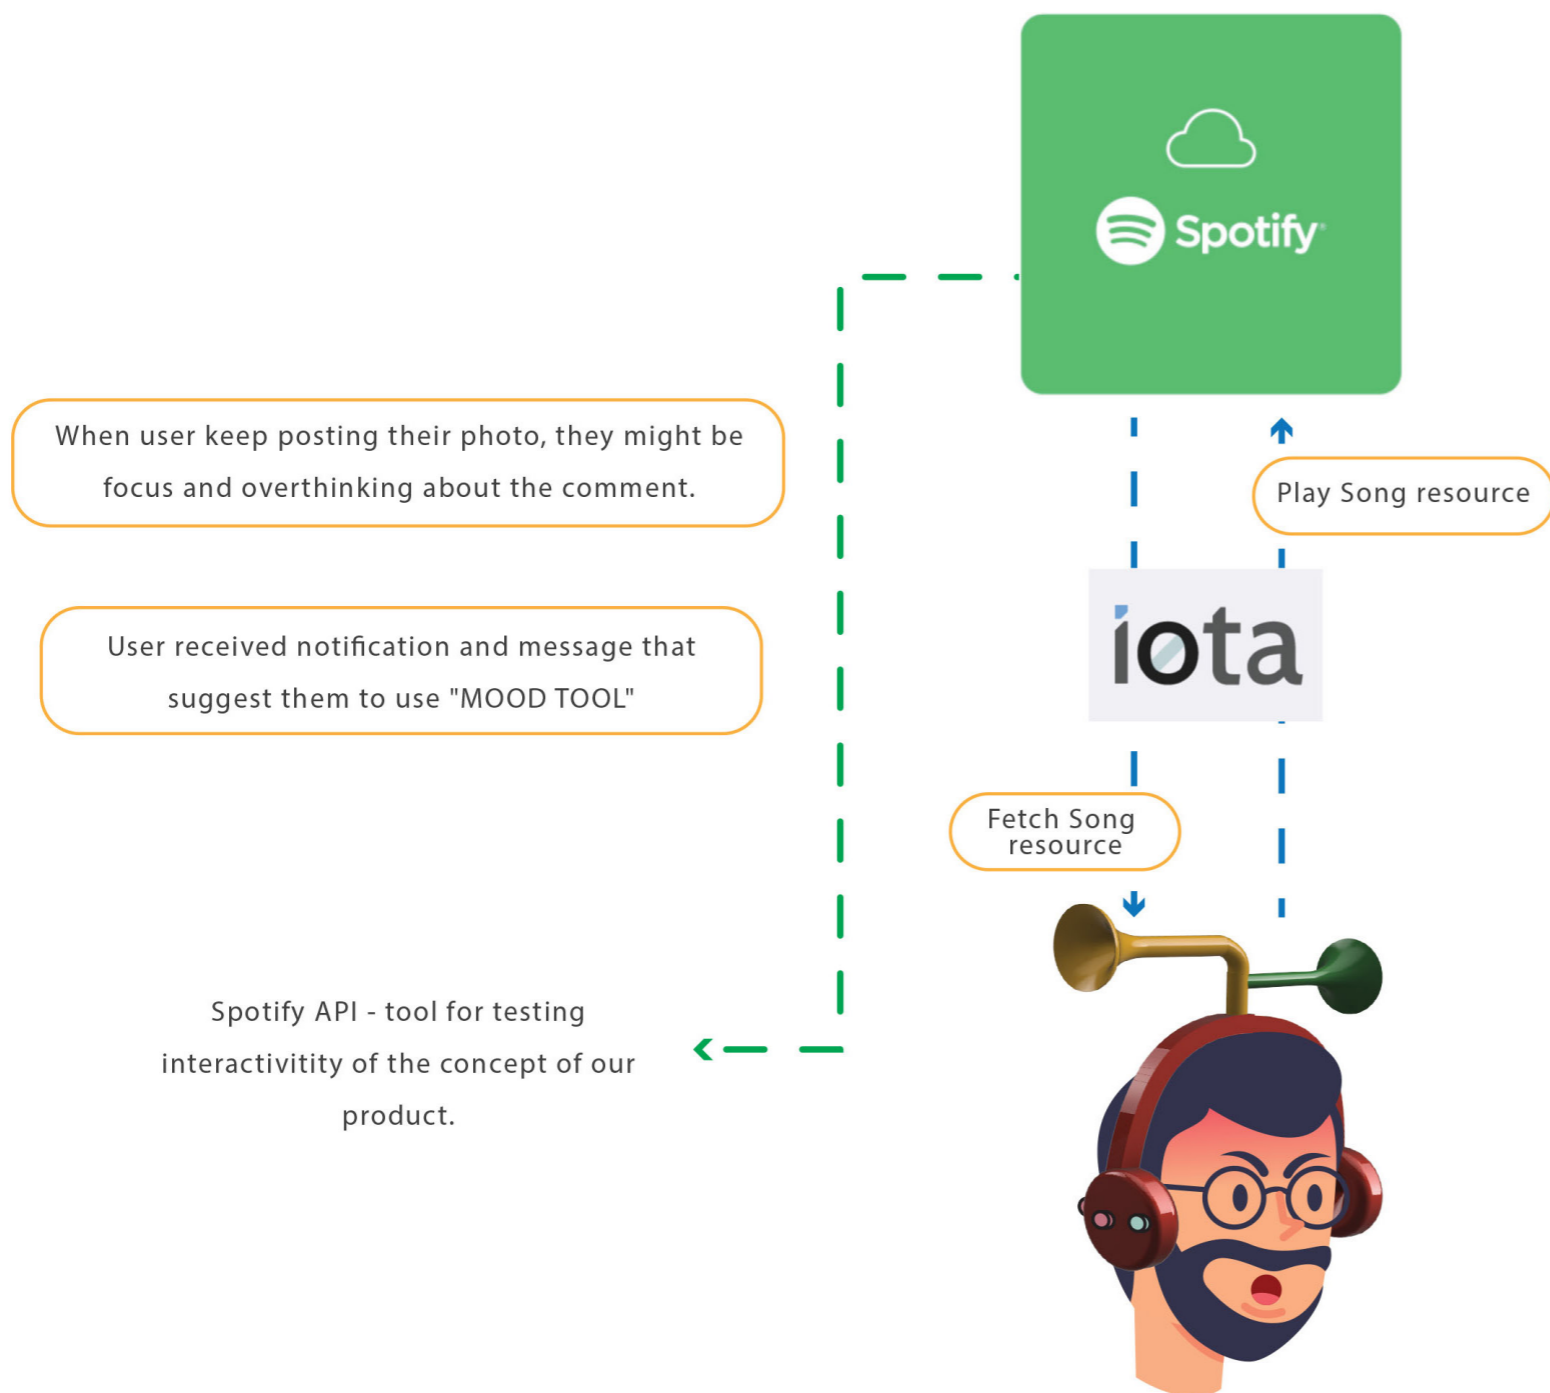 Spotify
When user keep posting their photo, they might be
focus and overthinking about the comment.
Play Song resource
User received notification and message that
suggest them to use "MOOD TOOL"
iota
Fetch Song
resource
Spotify API - tool for testing
interactivitity of the concept of our
product.